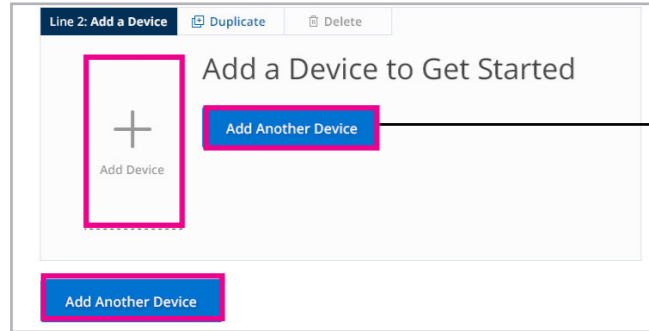 Line 2: Add a Device Duplicate Delete
Add a Device to Get Started
Add Another Device
Add Device
Add Another Device